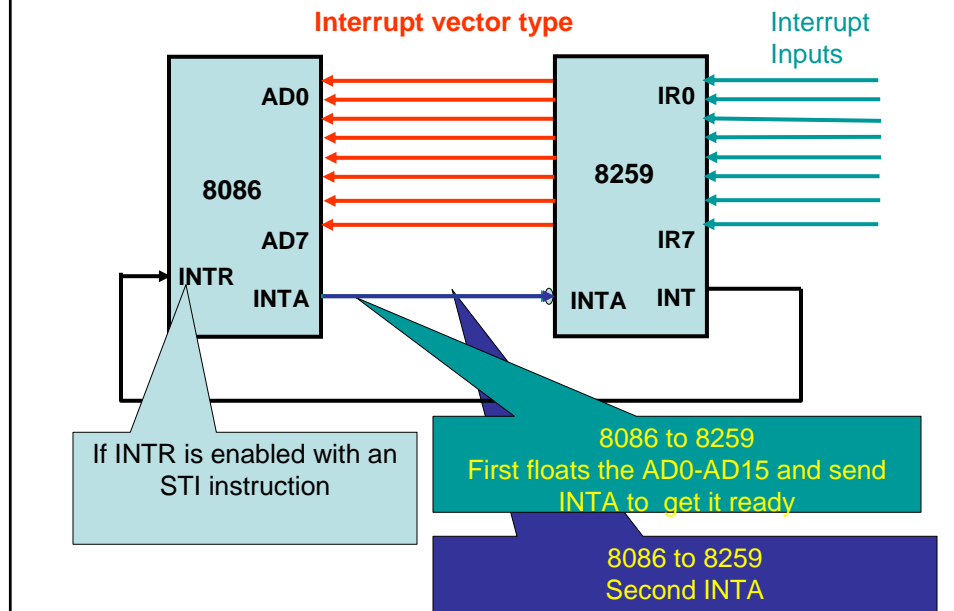 Interrupt vector type
Interrupt
Inputs
AD0
IR0
8086
8259
AD7
IR7
INTR
INTA
INTA
INT
If INTR is enabled with an
STI instruction
8086 to 8259
First floats the AD0-AD15 and send
INTA to get it ready
8086 to 8259
Second INTA